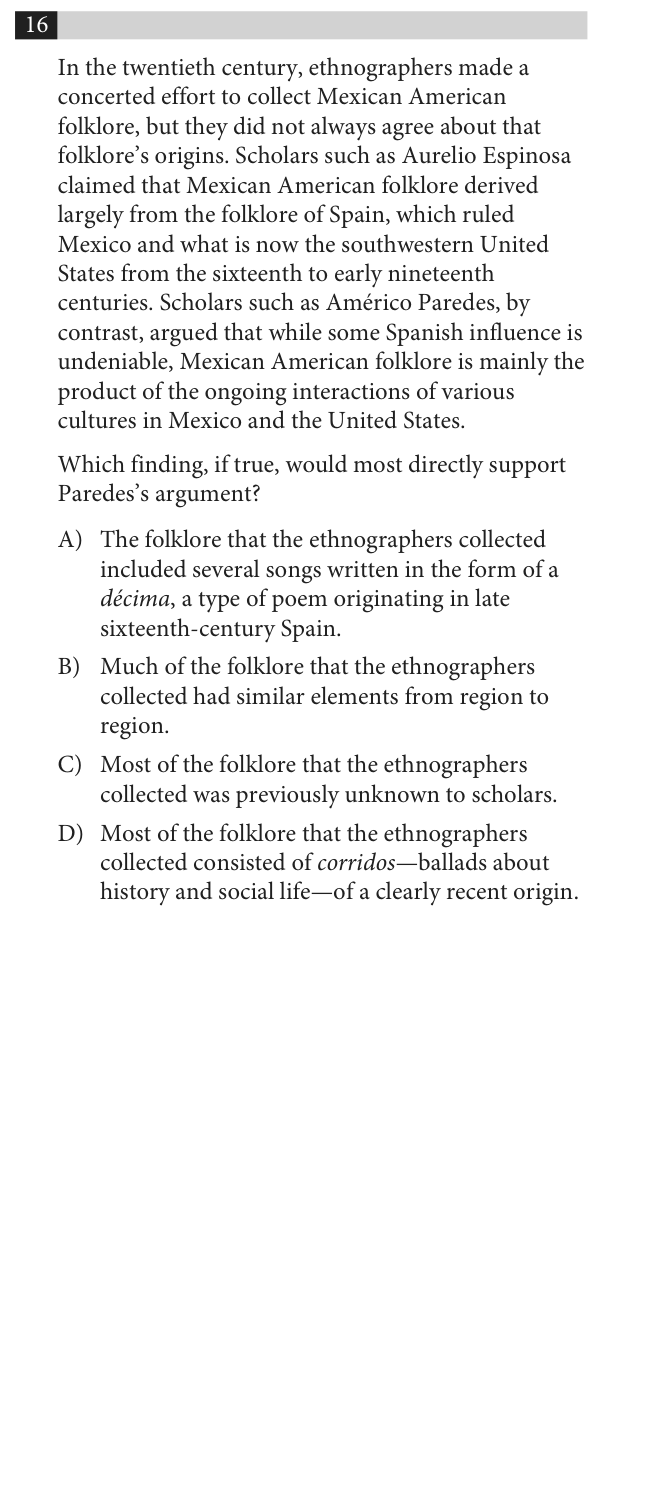 16
In the twentieth century, ethnographers made a
concerted effort to collect Mexican American
folklore, but they did not always agree about that
folklore’s origins. Scholars such as Aurelio Espinosa
claimed that Mexican American folklore derived
largely from the folklore of Spain, which ruled
Mexico and what is now the southwestern United
States from the sixteenth to early nineteenth
centuries. Scholars such as Américo Paredes, by
contrast, argued that while some Spanish influence is
undeniable, Mexican American folklore is mainly the
product of the ongoing interactions of various
cultures in Mexico and the United States.
Which finding, if true, would most directly support
Paredes’s argument?
A) The folklore that the ethnographers collected
included several songs written in the form of a
décima, a type of poem originating in late
sixteenth-century Spain.
B) Much of the folklore that the ethnographers
collected had similar elements from region to
region.
C) Most of the folklore that the ethnographers
collected was previously unknown to scholars.
D) Most of the folklore that the ethnographers
collected consisted of corridos—ballads about
history and social life—of a clearly recent origin.